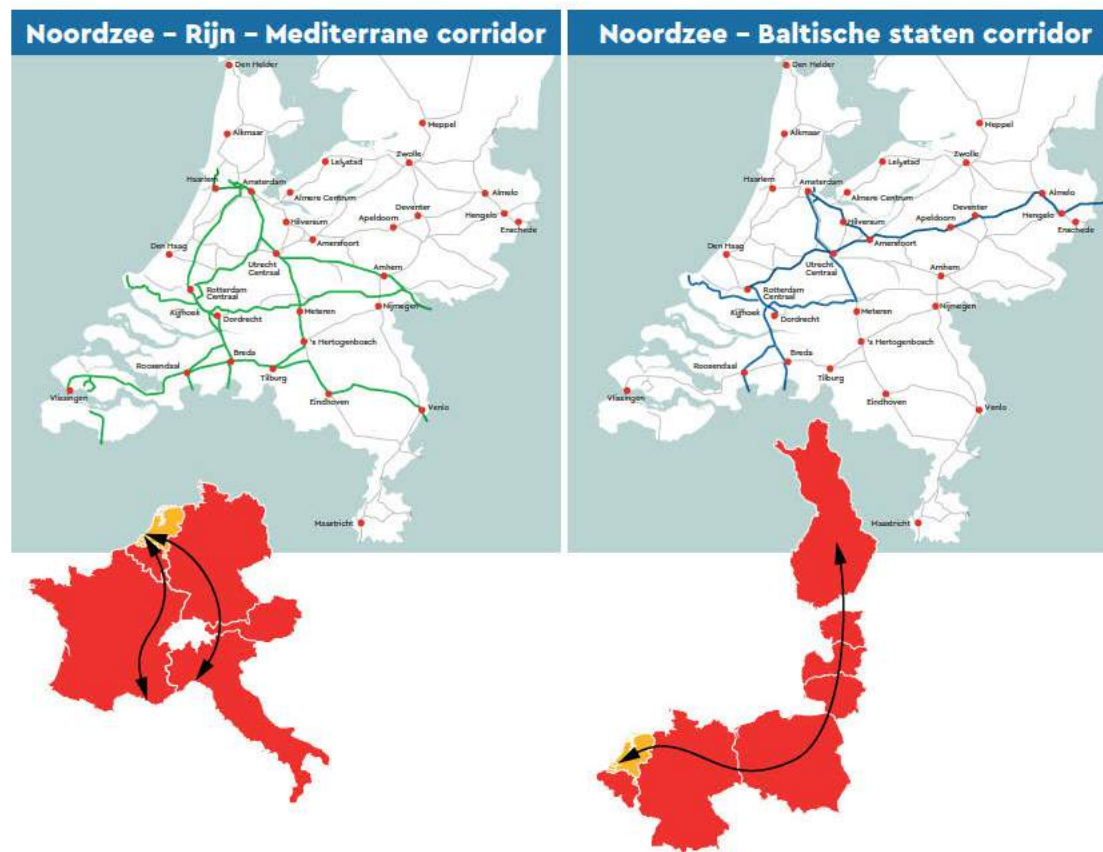 Noordzee – Rijn – Mediterrane corridor
Den Helder
Alkmaar
Meppel
Lelystad
Zwolle
Haarlem
Amsterdam
Almere Centrum
Almelo
Deventer
Hengelo
Hilversum
Apeldoorn
Enschede
Den Haag
Amersfoort
Utrecht
Centraal
Arnhem
Rotterdam
Centraal
Nijmegen
Kijfhoek
Dordrecht
Meteren
's Hertogenbosch
Breda
Roosendaal
Tilburg
Vlissingen
Eindhoven
Venlo
Maastricht
Noordzee – Baltische staten corridor
Den Helder
Alkmaar
Meppel
Lelystad
Zwolle
Haarlem
Amsterdam
Almere Centrum
Almelo
Deventer
Hengelo
Hilversum
Apeldoorn
Enschede
Den Haag
Amersfoort
Utrecht
Centraal
Arnhem
Rotterdam
Centraal
Nijmegen
Kijfhoek
Dordrecht
Meteren
's Hertogenbosch
Breda
Roosendaal
Tilburg
Vlissingen
Eindhoven
Venlo
Maastricht